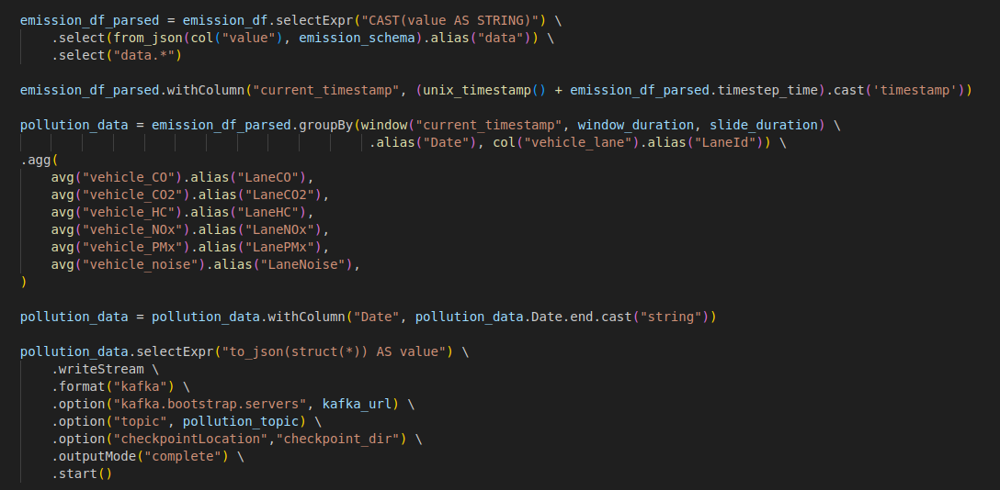 emission_df_parsed = emission_df.selectExpr("CAST(value AS STRING)") \
    .select(from_json(col("value"), emission_schema).alias("data")) \
    .select("data.*")

emission_df_parsed.withColumn("current_timestamp", (unix_timestamp() + emission_df_parsed.timestep_time).cast('timestamp'))

pollution_data = emission_df_parsed.groupBy(window("current_timestamp", window_duration, slide_duration) \
                                             .alias("Date"), col("vehicle_lane").alias("LaneId")) \
.agg(
    avg("vehicle_CO").alias("LaneCO"),
    avg("vehicle_CO2").alias("LaneCO2"),
    avg("vehicle_HC").alias("LaneHC"),
    avg("vehicle_NOx").alias("LaneNOx"),
    avg("vehicle_PMx").alias("LanePMx"),
    avg("vehicle_noise").alias("LaneNoise"),
)

pollution_data = pollution_data.withColumn("Date", pollution_data.Date.end.cast("string"))

pollution_data.selectExpr("to_json(struct(*)) AS value") \
    .writeStream \
    .format("kafka") \
    .option("kafka.bootstrap.servers", kafka_url) \
    .option("topic", pollution_topic) \
    .option("checkpointLocation","checkpoint_dir") \
    .outputMode("complete") \
    .start()